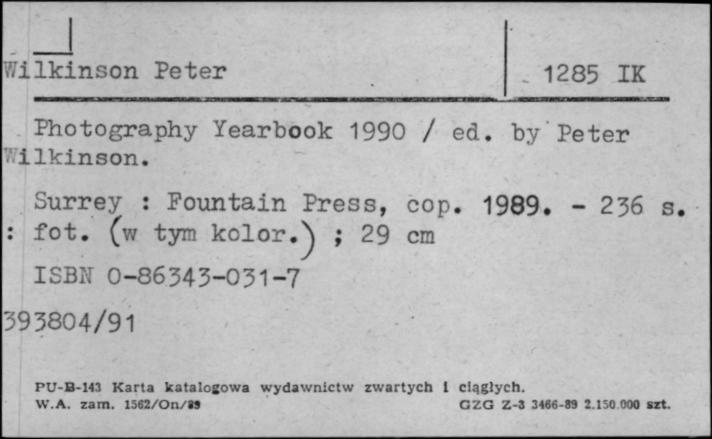 Wilkinson Peter 1285 IK
Photography Yearbook 1990 / ed. by Peter
Wilkinson.
Surrey : Fountain Press, cop. 1989. - 236 s.
: fot. (w tym kolor.) ; 29 cm
ISBN 0-86343-031-7
393804/91
PU-B-143 Karta katalogowa wydawnictw zwartych i ciągłych.
W.A. zam. 1562/On/89 GZG Z-3 3466-89 2.150.000 szt.